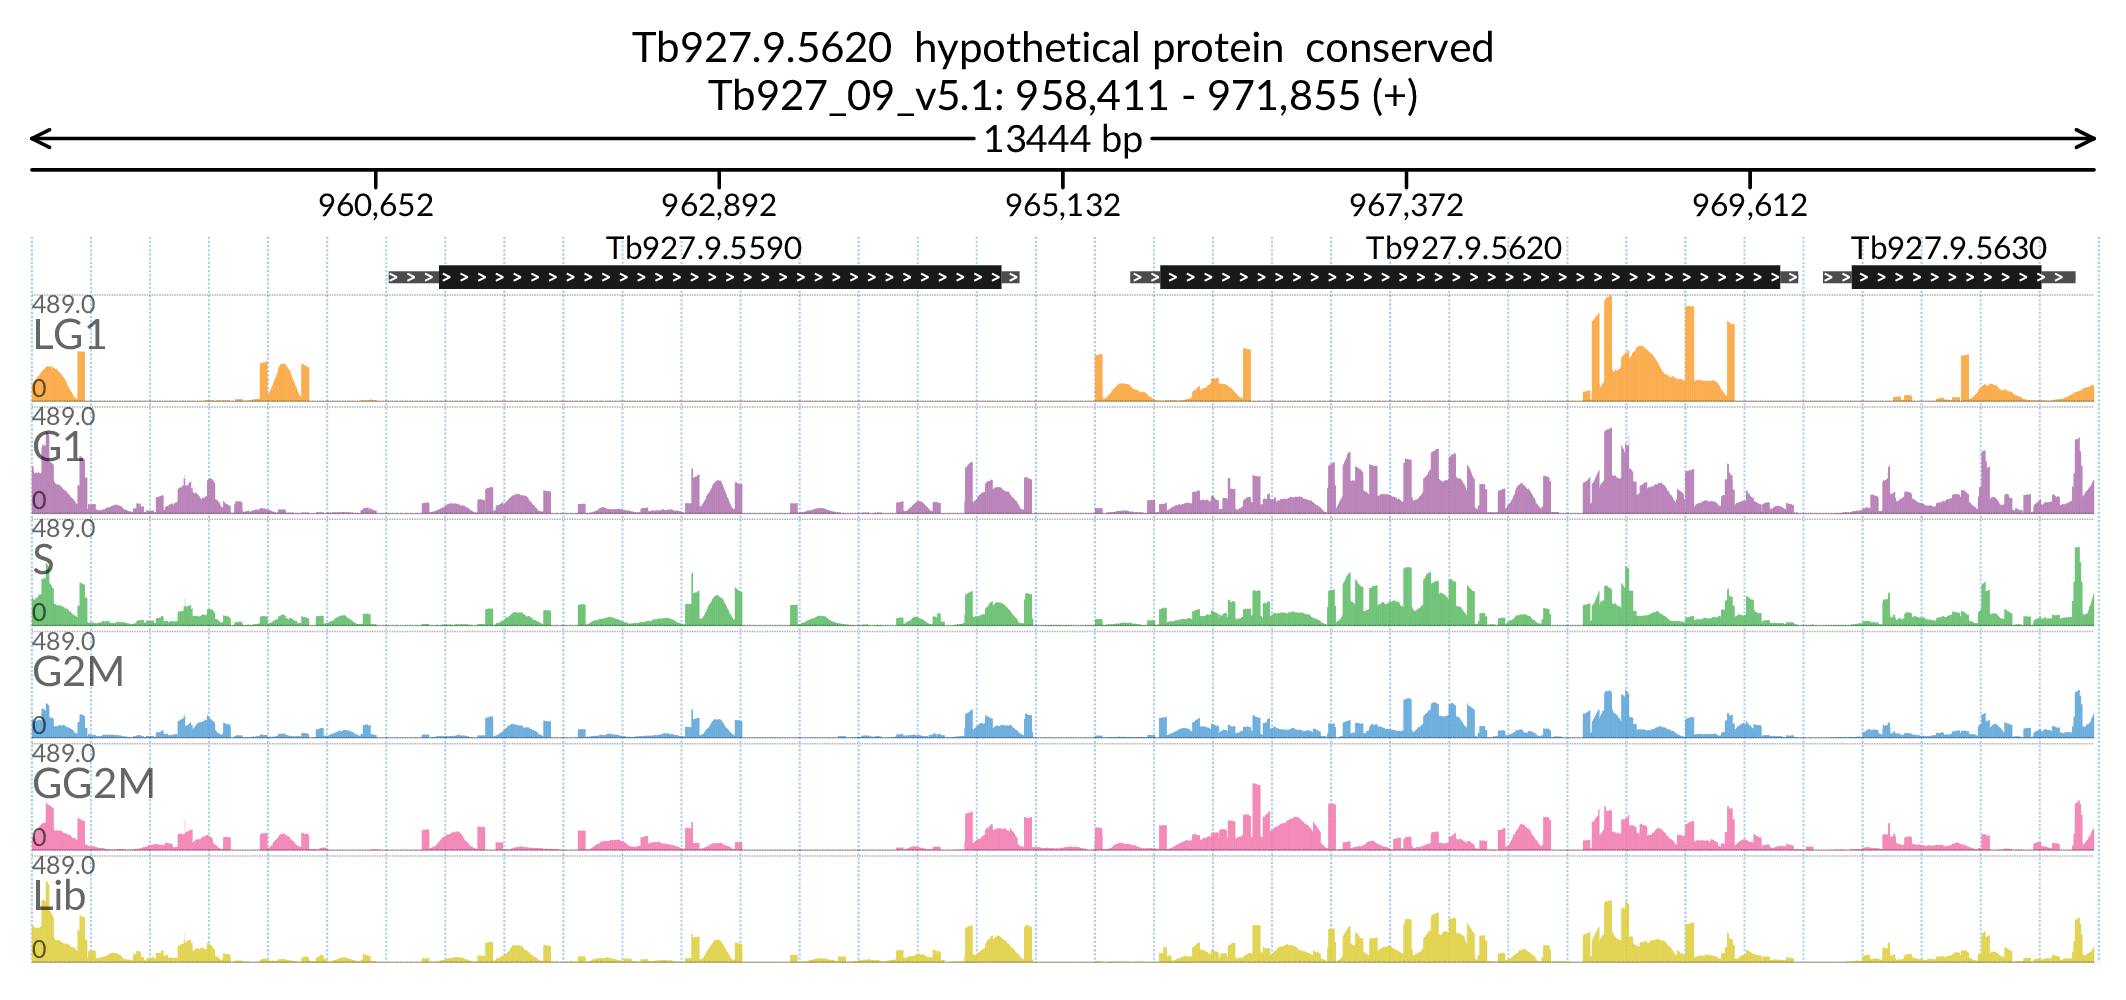 Tb927.9.5620 hypothetical protein conserved
Tb927_09_v5.1: 958,411 - 971,855 (+)
13444 bp
960,652 962,892 965,132 967,372 969,612
Tb927.9.5590 Tb927.9.5620 Tb927.9.5630
489.0
LG1
0
489.0
G1
0
489.0
S
0
489.0
G2M
0
489.0
GG2M
0
489.0
Lib
0